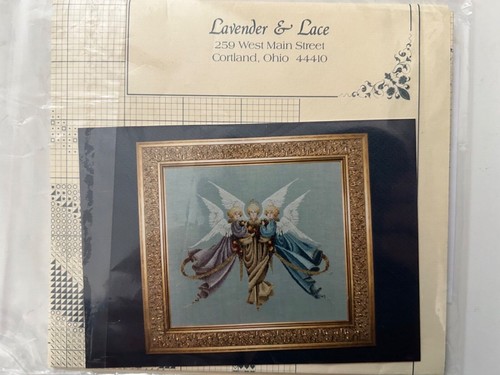 Lavender & Lace
259 West Main Street
Cortland, Ohio 44410